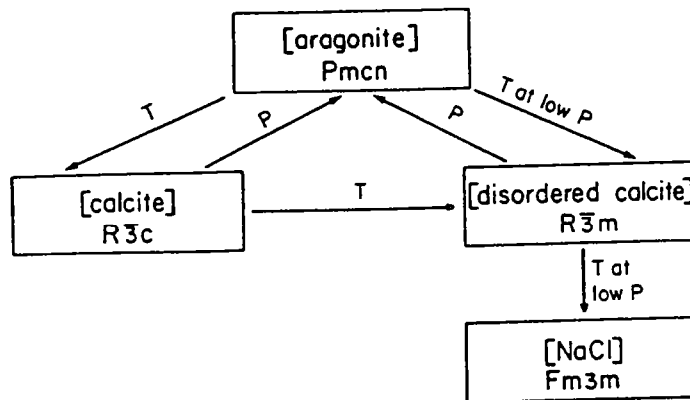 [aragonite]
Pmcn
T
P
P
T at low P
[calcite]
R3̅c
T
[disordered calcite]
R3̅m
T at
low P
[NaCl]
Fm3m